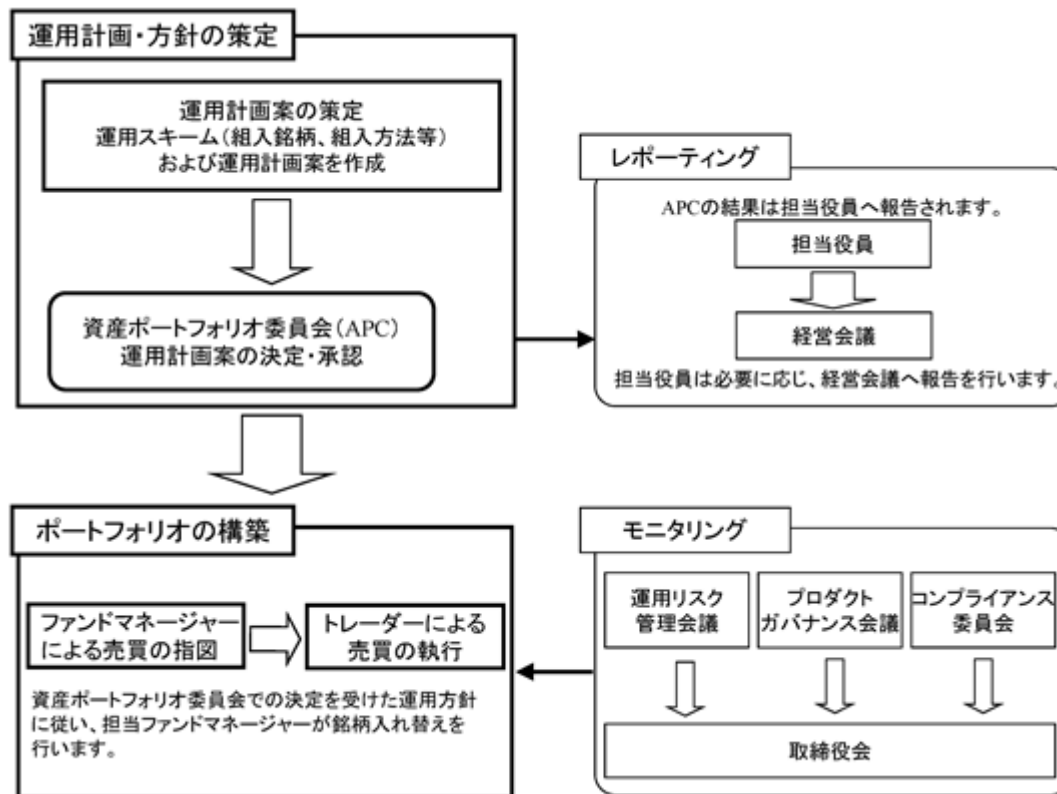 運用計画・方針の策定
運用計画案の策定
運用スキーム(組入銘柄、組入方法等)
および運用計画案を作成
資産ポートフォリオ委員会(APC)
運用計画案の決定・承認
レポーティング
APCの結果は担当役員へ報告されます。
担当役員
経営会議
担当役員は必要に応じ、経営会議へ報告を行います。
ポートフォリオの構築
ファンドマネージャー
による売買の指図
トレーダーによる
売買の執行
資産ポートフォリオ委員会での決定を受けた運用方針
に従い、担当ファンドマネージャーが銘柄入れ替えを
行います。
モニタリング
運用リスク
管理会議
プロダクト
ガバナンス会議
コンプライアンス
委員会
取締役会